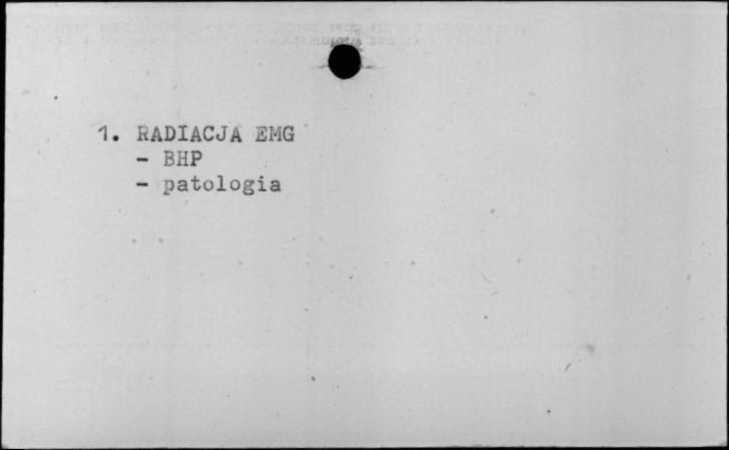 1. RADIACJA EMG
- BHP
- patologia